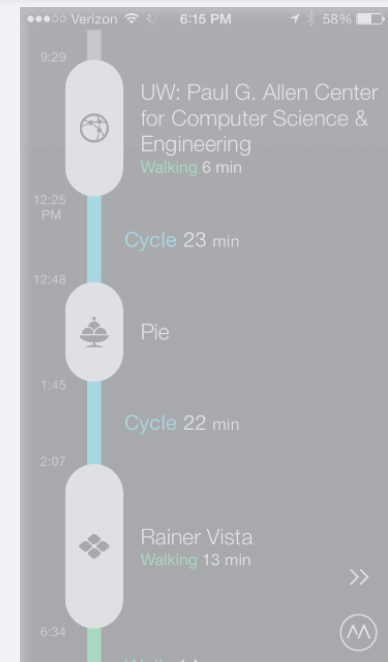 Verizon 6:15 PM 58%
9:29
UW: Paul G. Allen Center
for Computer Science &
Engineering
Walking 6 min
12:25
PM
Cycle 23 min
12:48
Pie
1:45
Cycle 22 min
2:07
Rainer Vista
Walking 13 min
6:34